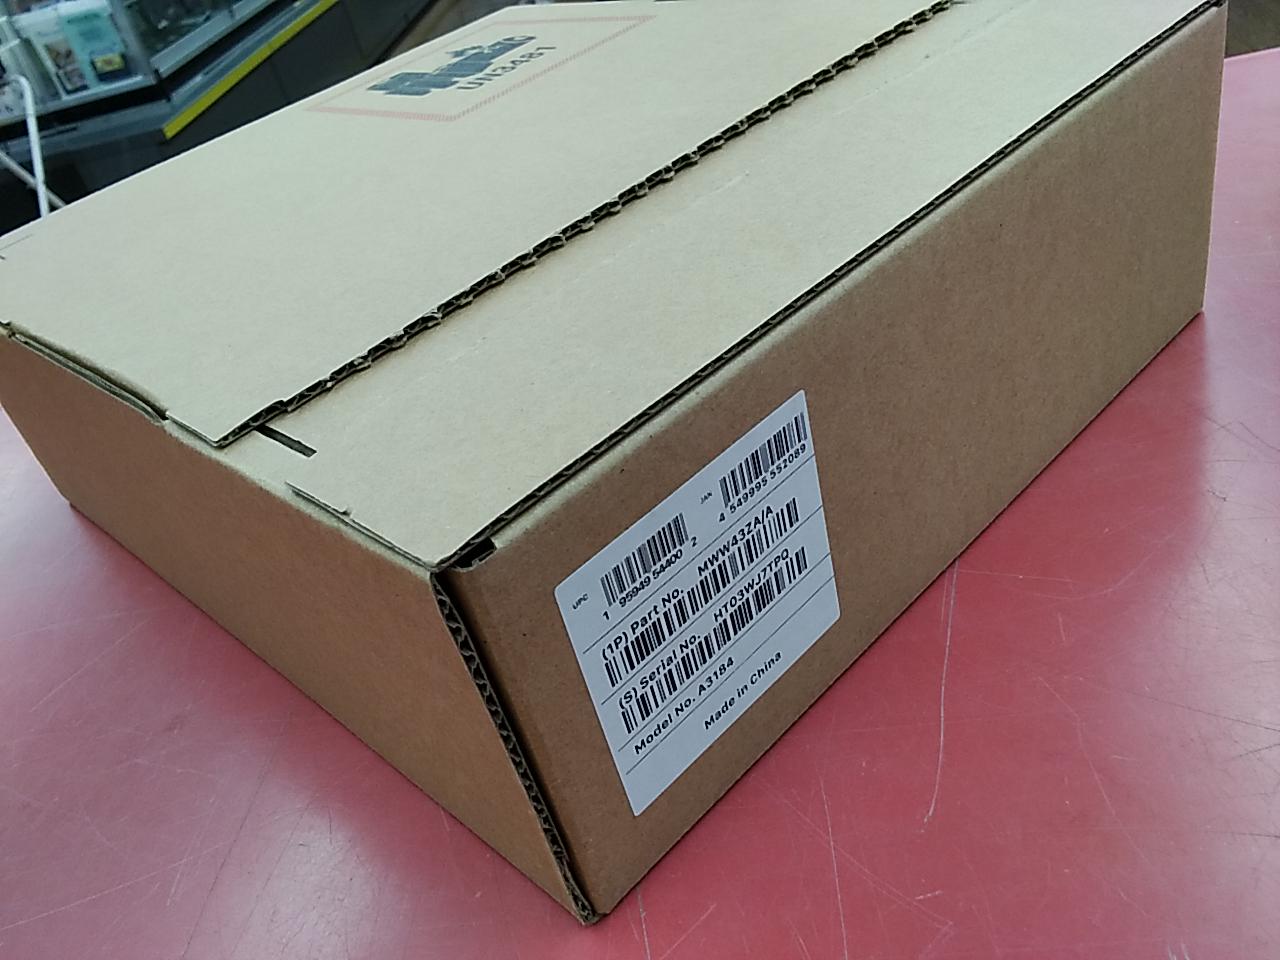 UN3481
UPC
1 95949 54400 2
JAN
4 549995 552089
(1P) Part No. MWW43ZA/A
(S) Serial No. HT03WJ7TPQ
Model No. A3184
Made in China